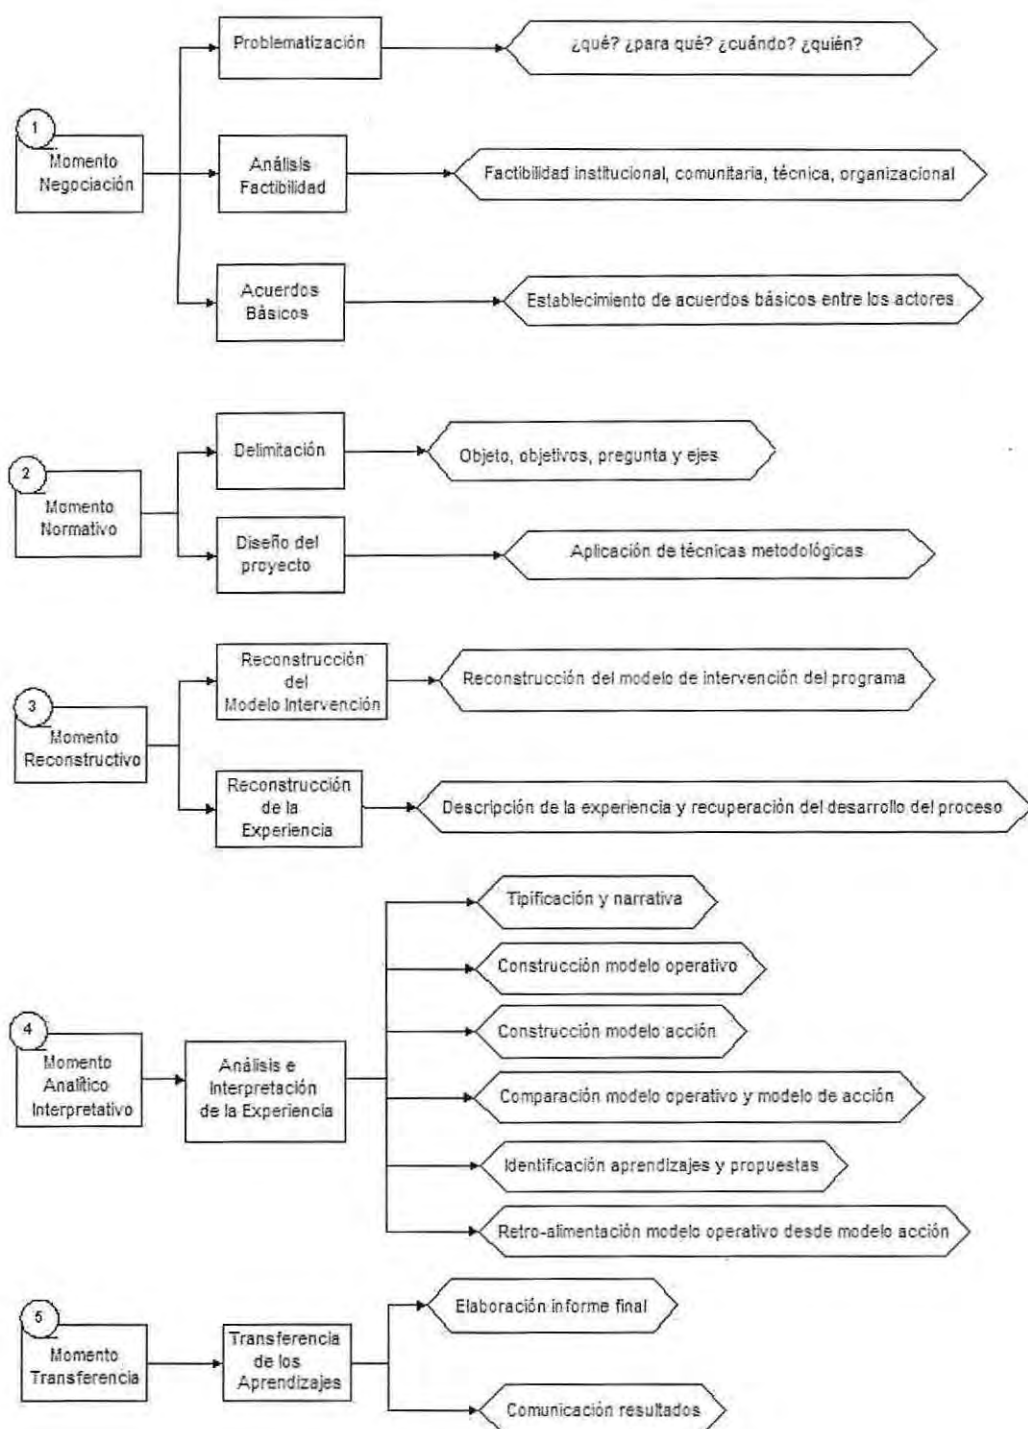 Problematización
¿qué? ¿para qué? ¿cuándo? ¿quién?
1
Momento
Negociación
Análisis
Factibilidad
Factibilidad institucional, comunitaria, técnica, organizacional
Acuerdos
Básicos
Establecimiento de acuerdos básicos entre los actores
2
Momento
Normativo
Delimitación
Objeto, objetivos, pregunta y ejes
Diseño del
proyecto
Aplicación de técnicas metodológicas
3
Momento
Reconstructivo
Reconstrucción
del
Modelo Intervención
Reconstrucción del modelo de intervención del programa
Reconstrucción
de la
Experiencia
Descripción de la experiencia y recuperación del desarrollo del proceso
4
Momento
Analítico
Interpretativo
Análisis e
Interpretación
de la Experiencia
Tipificación y narrativa
Construcción modelo operativo
Construcción modelo acción
Comparación modelo operativo y modelo de acción
Identificación aprendizajes y propuestas
Retro-alimentación modelo operativo desde modelo acción
5
Momento
Transferencia
Transferencia
de los
Aprendizajes
Elaboración informe final
Comunicación resultados